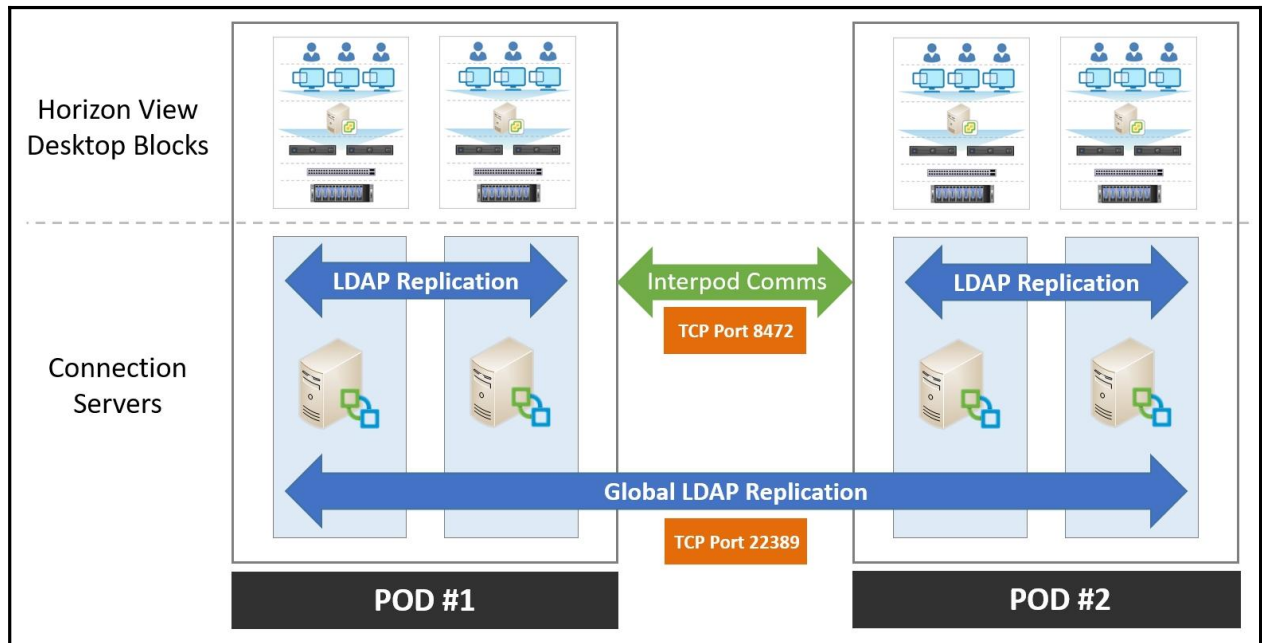 Horizon View
Desktop Blocks
LDAP Replication
Interpod Comms
LDAP Replication
TCP Port 8472
Connection
Servers
Global LDAP Replication
TCP Port 22389
POD #1
POD #2